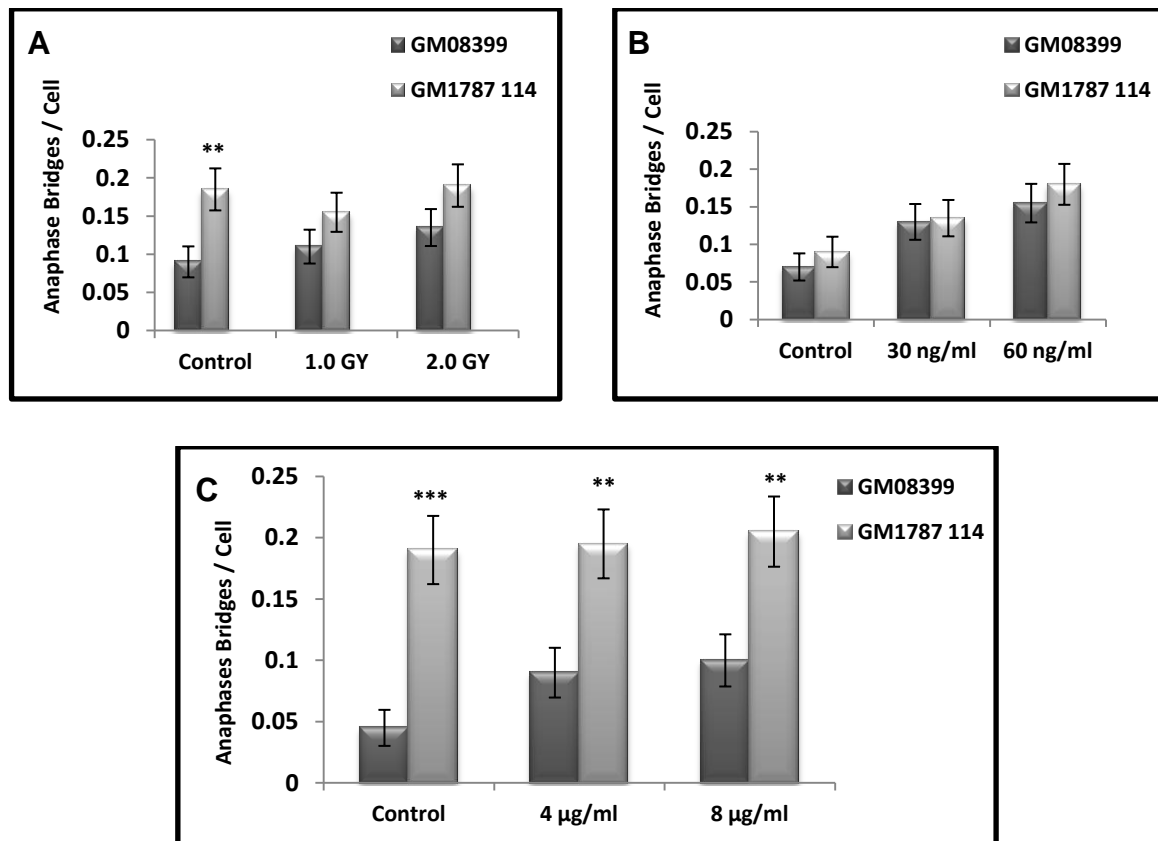 A
GM08399
GM1787 114
Anaphase Bridges / Cell
0.25
0.2
0.15
0.1
0.05
0
**
Control
1.0 GY
2.0 GY
B
GM08399
GM1787 114
Anaphase Bridges / Cell
0.25
0.2
0.15
0.1
0.05
0
Control
30 ng/ml
60 ng/ml
C
GM08399
GM1787 114
Anaphases Bridges / Cell
0.25
0.2
0.15
0.1
0.05
0
***
**
**
Control
4 µg/ml
8 µg/ml